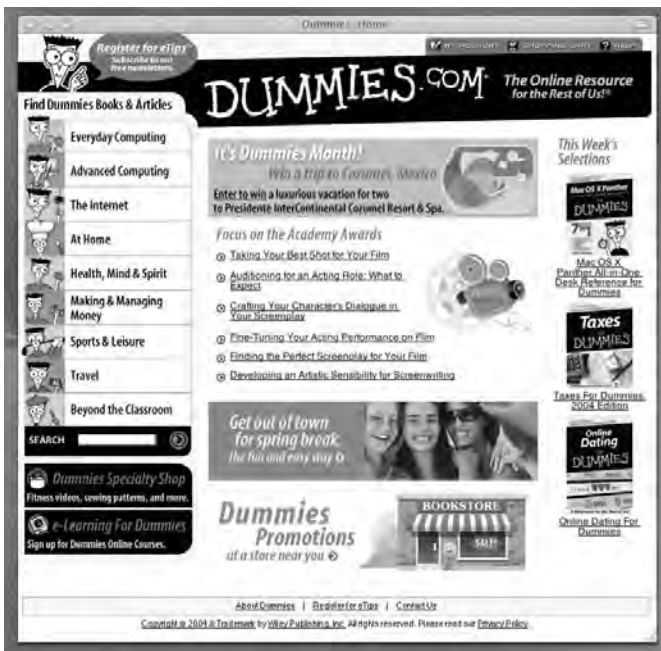 Dummies::Home
Register for eTips
Subscribe to our
free newsletters.
My Account Shopping Cart Help
DUMMIES.COM
The Online Resource
for the Rest of Us!®
Find Dummies Books & Articles
Everyday Computing
Advanced Computing
The Internet
At Home
Health, Mind & Spirit
Making & Managing
Money
Sports & Leisure
Travel
Beyond the Classroom
SEARCH
Dummies Specialty Shop
Fitness videos, sewing patterns, and more.
e-Learning For Dummies
Sign up for Dummies Online Courses.
It's Dummies Month!
Win a trip to Cozumel, Mexico
Enter to win a luxurious vacation for two
to Presidente InterContinental Cozumel Resort & Spa.
Focus on the Academy Awards
Taking Your Best Shot for Your Film
Auditioning for an Acting Role: What to
Expect
Crafting Your Character's Dialogue in
Your Screenplay
Fine-Tuning Your Acting Performance on Film
Finding the Perfect Screenplay for Your Film
Developing an Artistic Sensibility for Screenwriting
Get out of town
for spring break,
the fun and easy way
Dummies
Promotions
at a store near you
BOOKSTORE
SALE!
This Week's
Selections
Mac OS X Panther
DUMMIES
Mac OS X
Panther All-in-One
Desk Reference for
Dummies
Taxes
DUMMIES
Taxes For Dummies,
2004 Edition
Online
Dating
DUMMIES
Online Dating For
Dummies
About Dummies | Register for eTips | Contact Us
Copyright © 2004 & Trademark by Wiley Publishing, Inc. All rights reserved. Please read our Privacy Policy